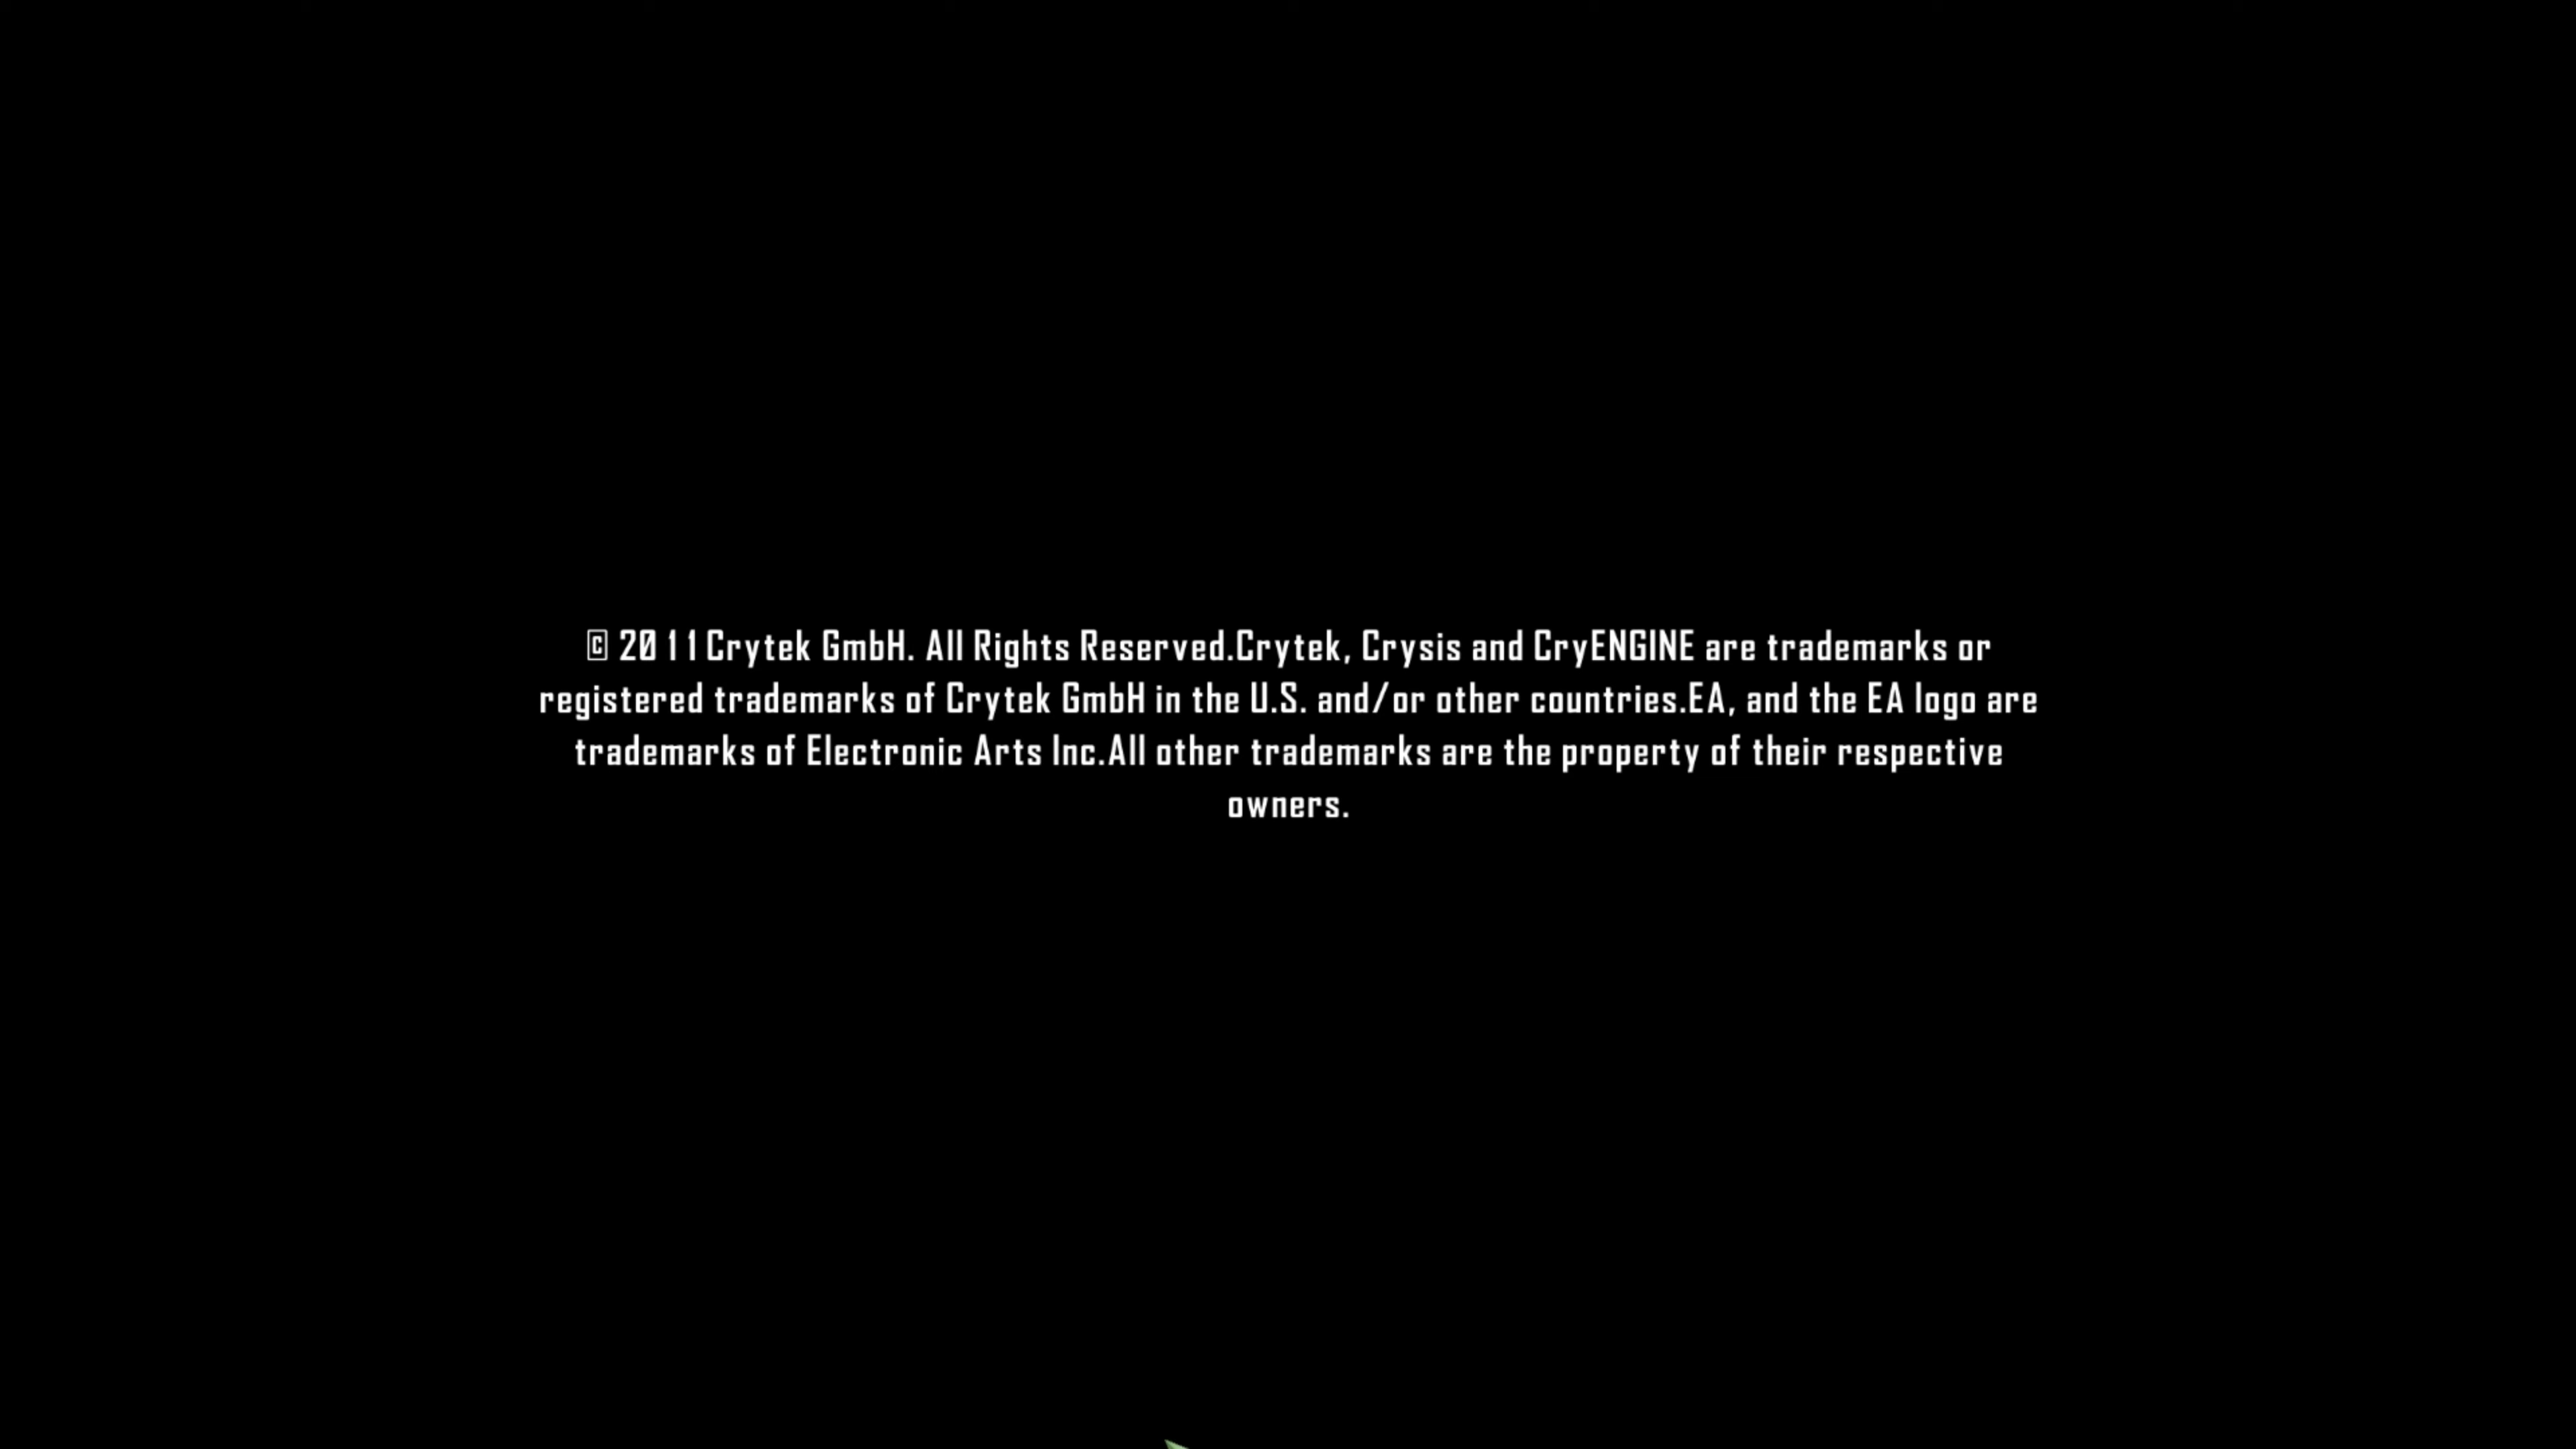 © 2011 Crytek GmbH. All Rights Reserved.Crytek, Crysis and CryENGINE are trademarks or
registered trademarks of Crytek GmbH in the U.S. and/or other countries.EA, and the EA logo are
trademarks of Electronic Arts Inc.All other trademarks are the property of their respective
owners.